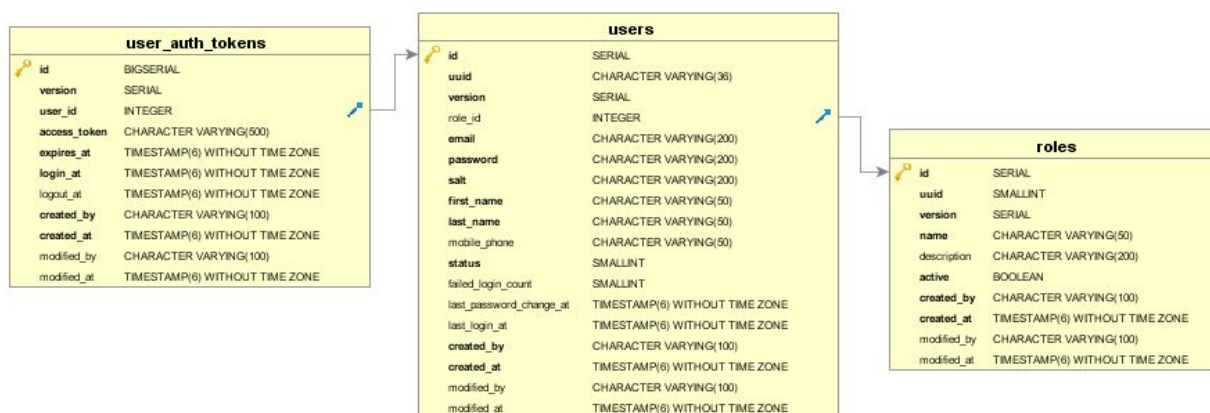 user_auth_tokens
id BIGSERIAL
version SERIAL
user_id INTEGER
access_token CHARACTER VARYING(500)
expires_at TIMESTAMP(6) WITHOUT TIME ZONE
login_at TIMESTAMP(6) WITHOUT TIME ZONE
logout_at TIMESTAMP(6) WITHOUT TIME ZONE
created_by CHARACTER VARYING(100)
created_at TIMESTAMP(6) WITHOUT TIME ZONE
modified_by CHARACTER VARYING(100)
modified_at TIMESTAMP(6) WITHOUT TIME ZONE
users
id SERIAL
uuid CHARACTER VARYING(36)
version SERIAL
role_id INTEGER
email CHARACTER VARYING(200)
password CHARACTER VARYING(200)
salt CHARACTER VARYING(200)
first_name CHARACTER VARYING(50)
last_name CHARACTER VARYING(50)
mobile_phone CHARACTER VARYING(50)
status SMALLINT
failed_login_count SMALLINT
last_password_change_at TIMESTAMP(6) WITHOUT TIME ZONE
last_login_at TIMESTAMP(6) WITHOUT TIME ZONE
created_by CHARACTER VARYING(100)
created_at TIMESTAMP(6) WITHOUT TIME ZONE
modified_by CHARACTER VARYING(100)
modified_at TIMESTAMP(6) WITHOUT TIME ZONE
roles
id SERIAL
uuid SMALLINT
version SERIAL
name CHARACTER VARYING(50)
description CHARACTER VARYING(200)
active BOOLEAN
created_by CHARACTER VARYING(100)
created_at TIMESTAMP(6) WITHOUT TIME ZONE
modified_by CHARACTER VARYING(100)
modified_at TIMESTAMP(6) WITHOUT TIME ZONE